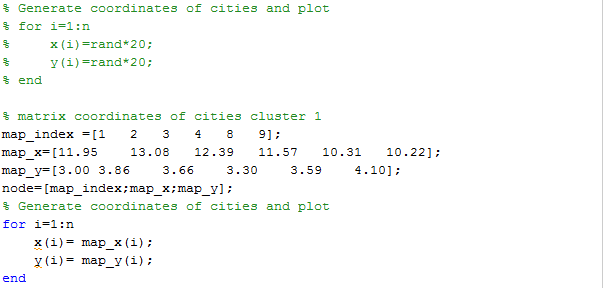 % Generate coordinates of cities and plot
% for i=1:n
%     x(i)=rand*20;
%     y(i)=rand*20;
% end
% matrix coordinates of cities cluster 1
map_index =[1   2   3   4   8   9];
map_x=[11.95    13.08   12.39   11.57   10.31   10.22];
map_y=[3.00 3.86    3.66    3.30    3.59    4.10];
node=[map_index;map_x;map_y];
% Generate coordinates of cities and plot
for i=1:n
    x(i)= map_x(i);
    y(i)= map_y(i);
end